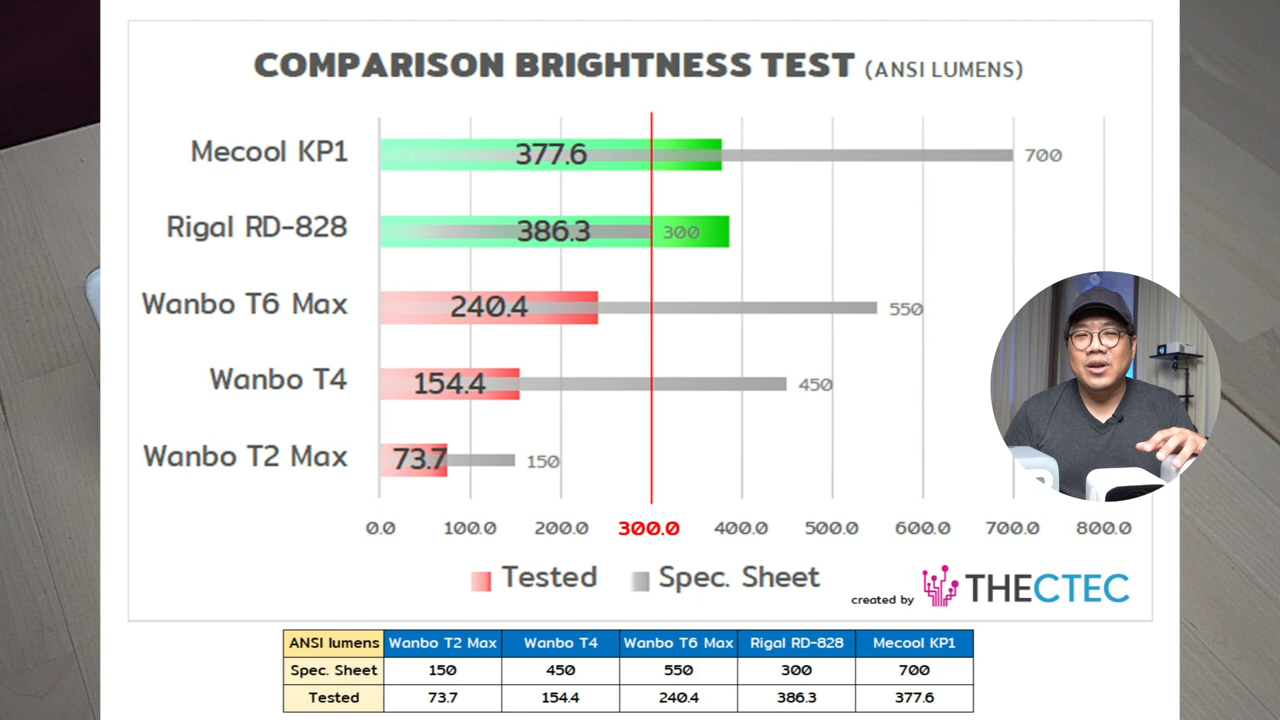 COMPARISON BRIGHTNESS TEST (ANSI LUMENS)
Mecool KP1 377.6 700
Rigal RD-828 386.3 300
Wanbo T6 Max 240.4 550
Wanbo T4 154.4 450
Wanbo T2 Max 73.7 150
0.0 100.0 200.0 300.0 400.0 500.0 600.0 700.0 800.0
Tested Spec. Sheet
created by THECTEC
ANSI lumens Wanbo T2 Max Wanbo T4 Wanbo T6 Max Rigal RD-828 Mecool KP1
Spec. Sheet 150 450 550 300 700
Tested 73.7 154.4 240.4 386.3 377.6